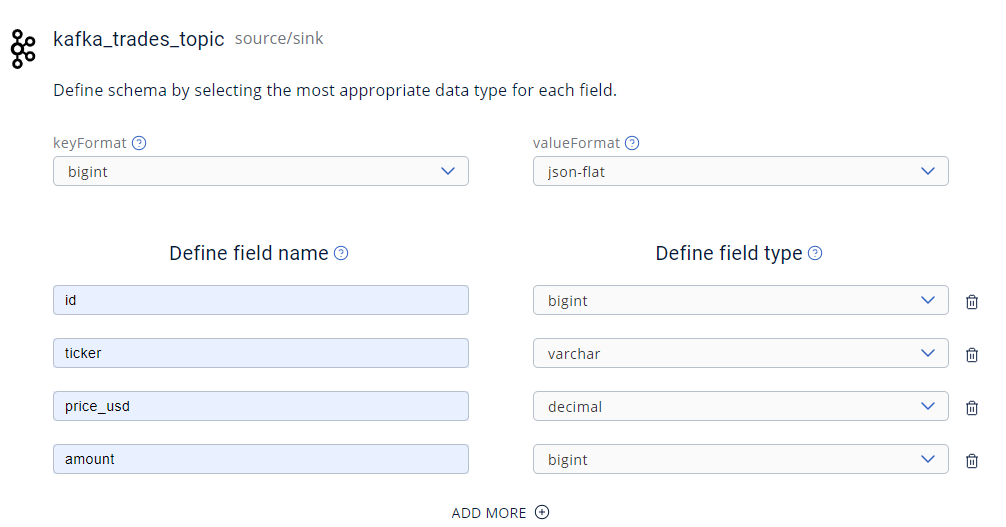 kafka_trades_topic source/sink
Define schema by selecting the most appropriate data type for each field.
keyFormat ? valueFormat ?
bigint json-flat
Define field name ? Define field type ?
id bigint
ticker varchar
price_usd decimal
amount bigint
ADD MORE